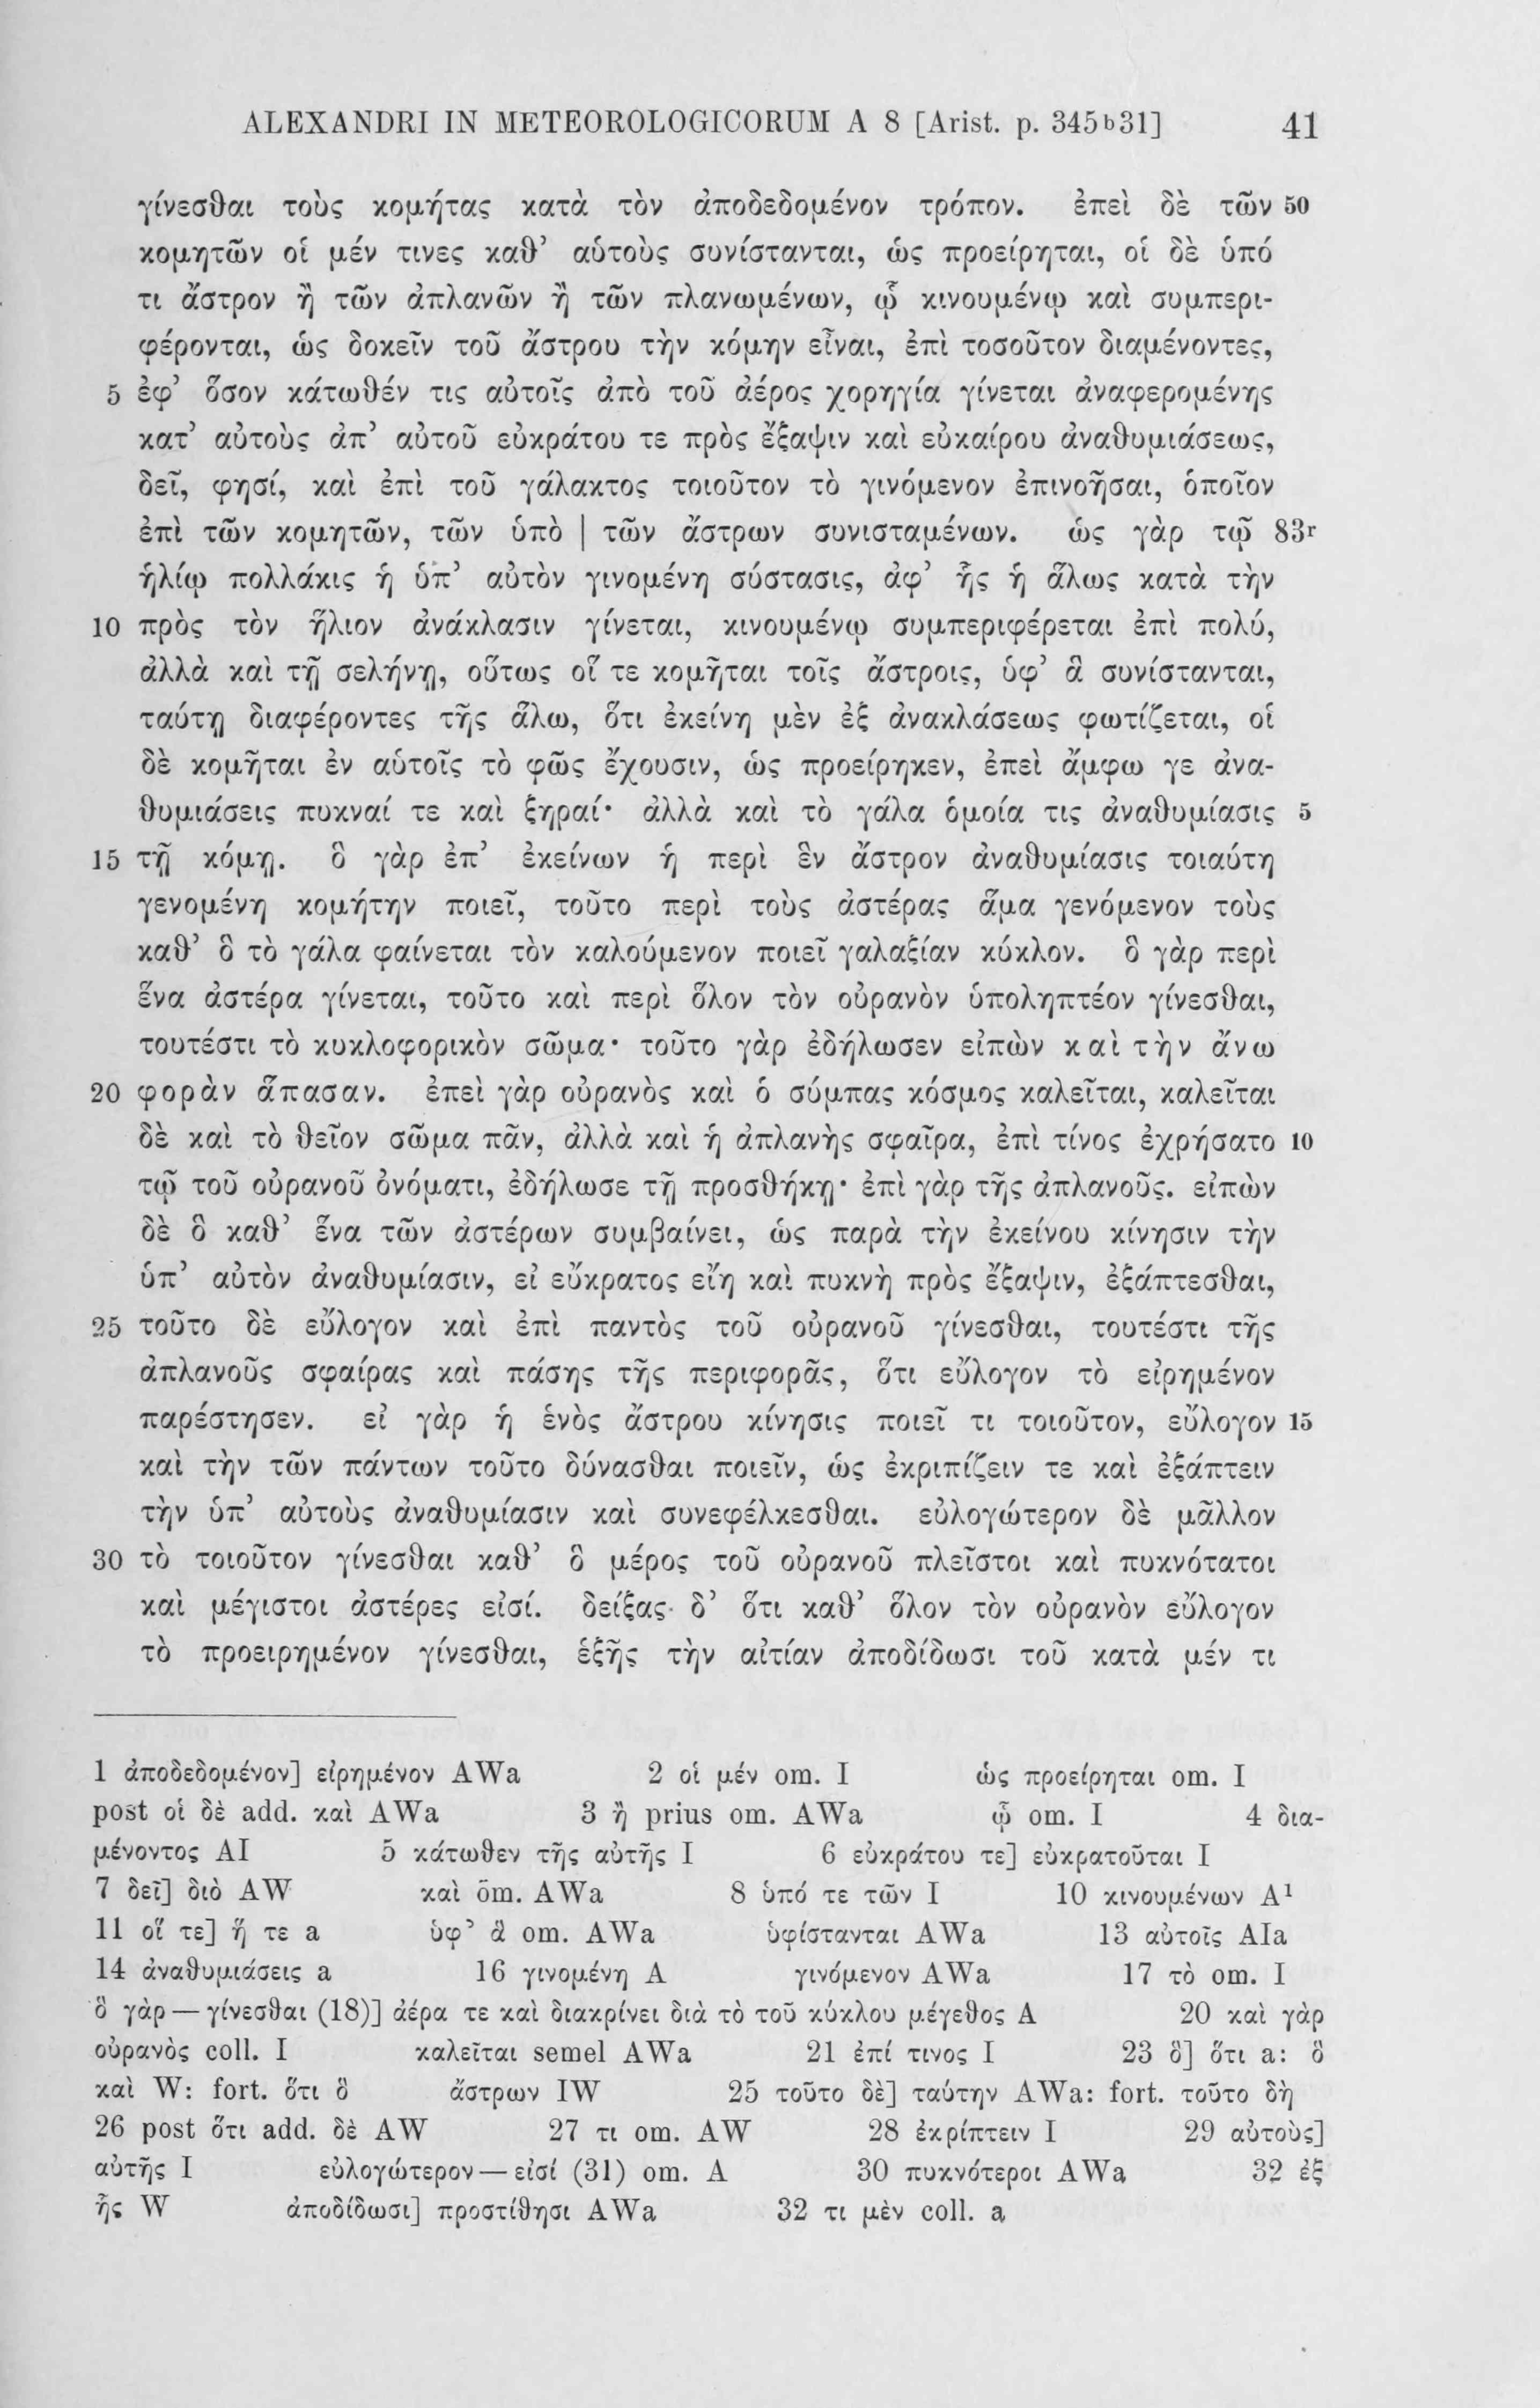 ALEXANDRI IN METEOROLOGICORUM A 8 [Arist. p. 345b31] 41
γίνεσθαι τοὺς κομήτας κατὰ τὸν ἀποδεδομένον τρόπον. ἐπεὶ δὲ τῶν 50
κομητῶν οἱ μέν τινες καθ’ αὑτοὺς συνίστανται, ὡς προείρηται, οἱ δὲ ὑπό
τι ἄστρον ἢ τῶν ἀπλανῶν ἢ τῶν πλανωμένων, ᾧ κινουμένῳ καὶ συμπερι-
φέρονται, ὡς δοκεῖν τοῦ ἄστρου τὴν κόμην εἶναι, ἐπὶ τοσοῦτον διαμένοντες,
5 ἐφ’ ὅσον κάτωθέν τις αὐτοῖς ἀπὸ τοῦ ἀέρος χορηγία γίνεται ἀναφερομένης
κατ’ αὐτοὺς ἀπ’ αὐτοῦ εὐκράτου τε πρὸς ἔξαψιν καὶ εὐκαίρου ἀναθυμιάσεως,
δεῖ, φησί, καὶ ἐπὶ τοῦ γάλακτος τοιοῦτον τὸ γινόμενον ἐπινοῆσαι, ὁποῖον
ἐπὶ τῶν κομητῶν, τῶν ὑπὸ | τῶν ἄστρων συνισταμένων. ὡς γὰρ τῷ 83r
ἡλίῳ πολλάκις ἡ ὑπ’ αὐτὸν γινομένη σύστασις, ἀφ’ ἧς ἡ ἅλως κατὰ τὴν
10 πρὸς τὸν ἥλιον ἀνάκλασιν γίνεται, κινουμένῳ συμπεριφέρεται ἐπὶ πολύ,
ἀλλὰ καὶ τῇ σελήνῃ, οὕτως οἵ τε κομῆται τοῖς ἄστροις, ὑφ’ ἃ συνίστανται,
ταύτῃ διαφέροντες τῆς ἅλω, ὅτι ἐκείνη μὲν ἐξ ἀνακλάσεως φωτίζεται, οἱ
δὲ κομῆται ἐν αὑτοῖς τὸ φῶς ἔχουσιν, ὡς προείρηκεν, ἐπεὶ ἄμφω γε ἀνα-
θυμιάσεις πυκναί τε καὶ ξηραί· ἀλλὰ καὶ τὸ γάλα ὁμοία τις ἀναθυμίασις 5
15 τῇ κόμῃ. ὃ γὰρ ἐπ’ ἐκείνων ἡ περὶ ἓν ἄστρον ἀναθυμίασις τοιαύτη
γενομένη κομήτην ποιεῖ, τοῦτο περὶ τοὺς ἀστέρας ἅμα γενόμενον τοὺς
καθ’ ὃ τὸ γάλα φαίνεται τὸν καλούμενον ποιεῖ γαλαξίαν κύκλον. ὃ γὰρ περὶ
ἕνα ἀστέρα γίνεται, τοῦτο καὶ περὶ ὅλον τὸν οὐρανὸν ὑποληπτέον γίνεσθαι,
τουτέστι τὸ κυκλοφορικὸν σῶμα· τοῦτο γὰρ ἐδήλωσεν εἰπὼν καὶ τὴν ἄνω
20 φορὰν ἅπασαν. ἐπεὶ γὰρ οὐρανὸς καὶ ὁ σύμπας κόσμος καλεῖται, καλεῖται
δὲ καὶ τὸ θεῖον σῶμα πᾶν, ἀλλὰ καὶ ἡ ἀπλανὴς σφαῖρα, ἐπὶ τίνος ἐχρήσατο 10
τῷ τοῦ οὐρανοῦ ὀνόματι, ἐδήλωσε τῇ προσθήκῃ· ἐπὶ γὰρ τῆς ἀπλανοῦς. εἰπὼν
δὲ ὃ καθ’ ἕνα τῶν ἀστέρων συμβαίνει, ὡς παρὰ τὴν ἐκείνου κίνησιν τὴν
ὑπ’ αὐτὸν ἀναθυμίασιν, εἰ εὔκρατος εἴη καὶ πυκνὴ πρὸς ἔξαψιν, ἐξάπτεσθαι,
25 τοῦτο δὲ εὔλογον καὶ ἐπὶ παντὸς τοῦ οὐρανοῦ γίνεσθαι, τουτέστι τῆς
ἀπλανοῦς σφαίρας καὶ πάσης τῆς περιφορᾶς, ὅτι εὔλογον τὸ εἰρημένον
παρέστησεν. εἰ γὰρ ἡ ἑνὸς ἄστρου κίνησις ποιεῖ τι τοιοῦτον, εὔλογον 15
καὶ τὴν τῶν πάντων τοῦτο δύνασθαι ποιεῖν, ὡς ἐκριπίζειν τε καὶ ἐξάπτειν
τὴν ὑπ’ αὐτοὺς ἀναθυμίασιν καὶ συνεφέλκεσθαι. εὐλογώτερον δὲ μᾶλλον
30 τὸ τοιοῦτον γίνεσθαι καθ’ ὃ μέρος τοῦ οὐρανοῦ πλεῖστοι καὶ πυκνότατοι
καὶ μέγιστοι ἀστέρες εἰσί. δείξας δ’ ὅτι καθ’ ὅλον τὸν οὐρανὸν εὔλογον
τὸ προειρημένον γίνεσθαι, ἑξῆς τὴν αἰτίαν ἀποδίδωσι τοῦ κατὰ μέν τι
1 ἀποδεδομένον] εἰρημένον AWa 2 οἱ μέν om. I ὡς προείρηται om. I
post οἱ δὲ add. καὶ AWa 3 ἢ prius om. AWa ᾧ om. I 4 δια-
μένοντος AI 5 κάτωθεν τῆς αὐτῆς I 6 εὐκράτου τε] εὐκρατοῦται I
7 δεῖ] διὸ AW καὶ om. AWa 8 ὑπό τε τῶν I 10 κινουμένων A¹
11 οἵ τε] ἥ τε a ὑφ’ ἃ om. AWa ὑφίστανται AWa 13 αὐτοῖς AIa
14 ἀναθυμιάσεις a 16 γινομένη A γινόμενον AWa 17 τὸ om. I
ὃ γὰρ — γίνεσθαι (18)] ἀέρα τε καὶ διακρίνει διὰ τὸ τοῦ κύκλου μέγεθος A 20 καὶ γὰρ
οὐρανὸς coll. I καλεῖται semel AWa 21 ἐπί τινος I 23 ὃ] ὅτι a: ὃ
καὶ W: fort. ὅτι ὃ ἄστρων IW 25 τοῦτο δὲ] ταύτην AWa: fort. τοῦτο δὴ
26 post ὅτι add. δὲ AW 27 τι om. AW 28 ἐκρίπτειν I 29 αὐτοὺς]
αὐτῆς I εὐλογώτερον — εἰσί (31) om. A 30 πυκνότεροι AWa 32 ἐξ
ἧς W ἀποδίδωσι] προστίθησι AWa 32 τι μὲν coll. a